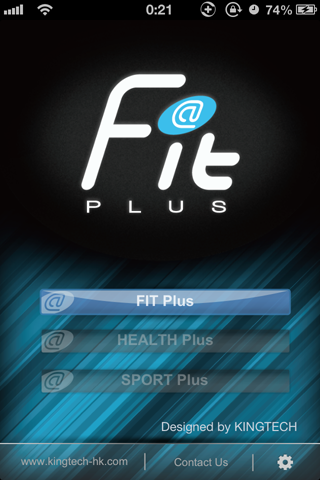 0:21 74%
Fit
@
PLUS
@ FIT Plus
@ HEALTH Plus
@ SPORT Plus
Designed by KINGTECH
www.kingtech-hk.com | Contact Us |